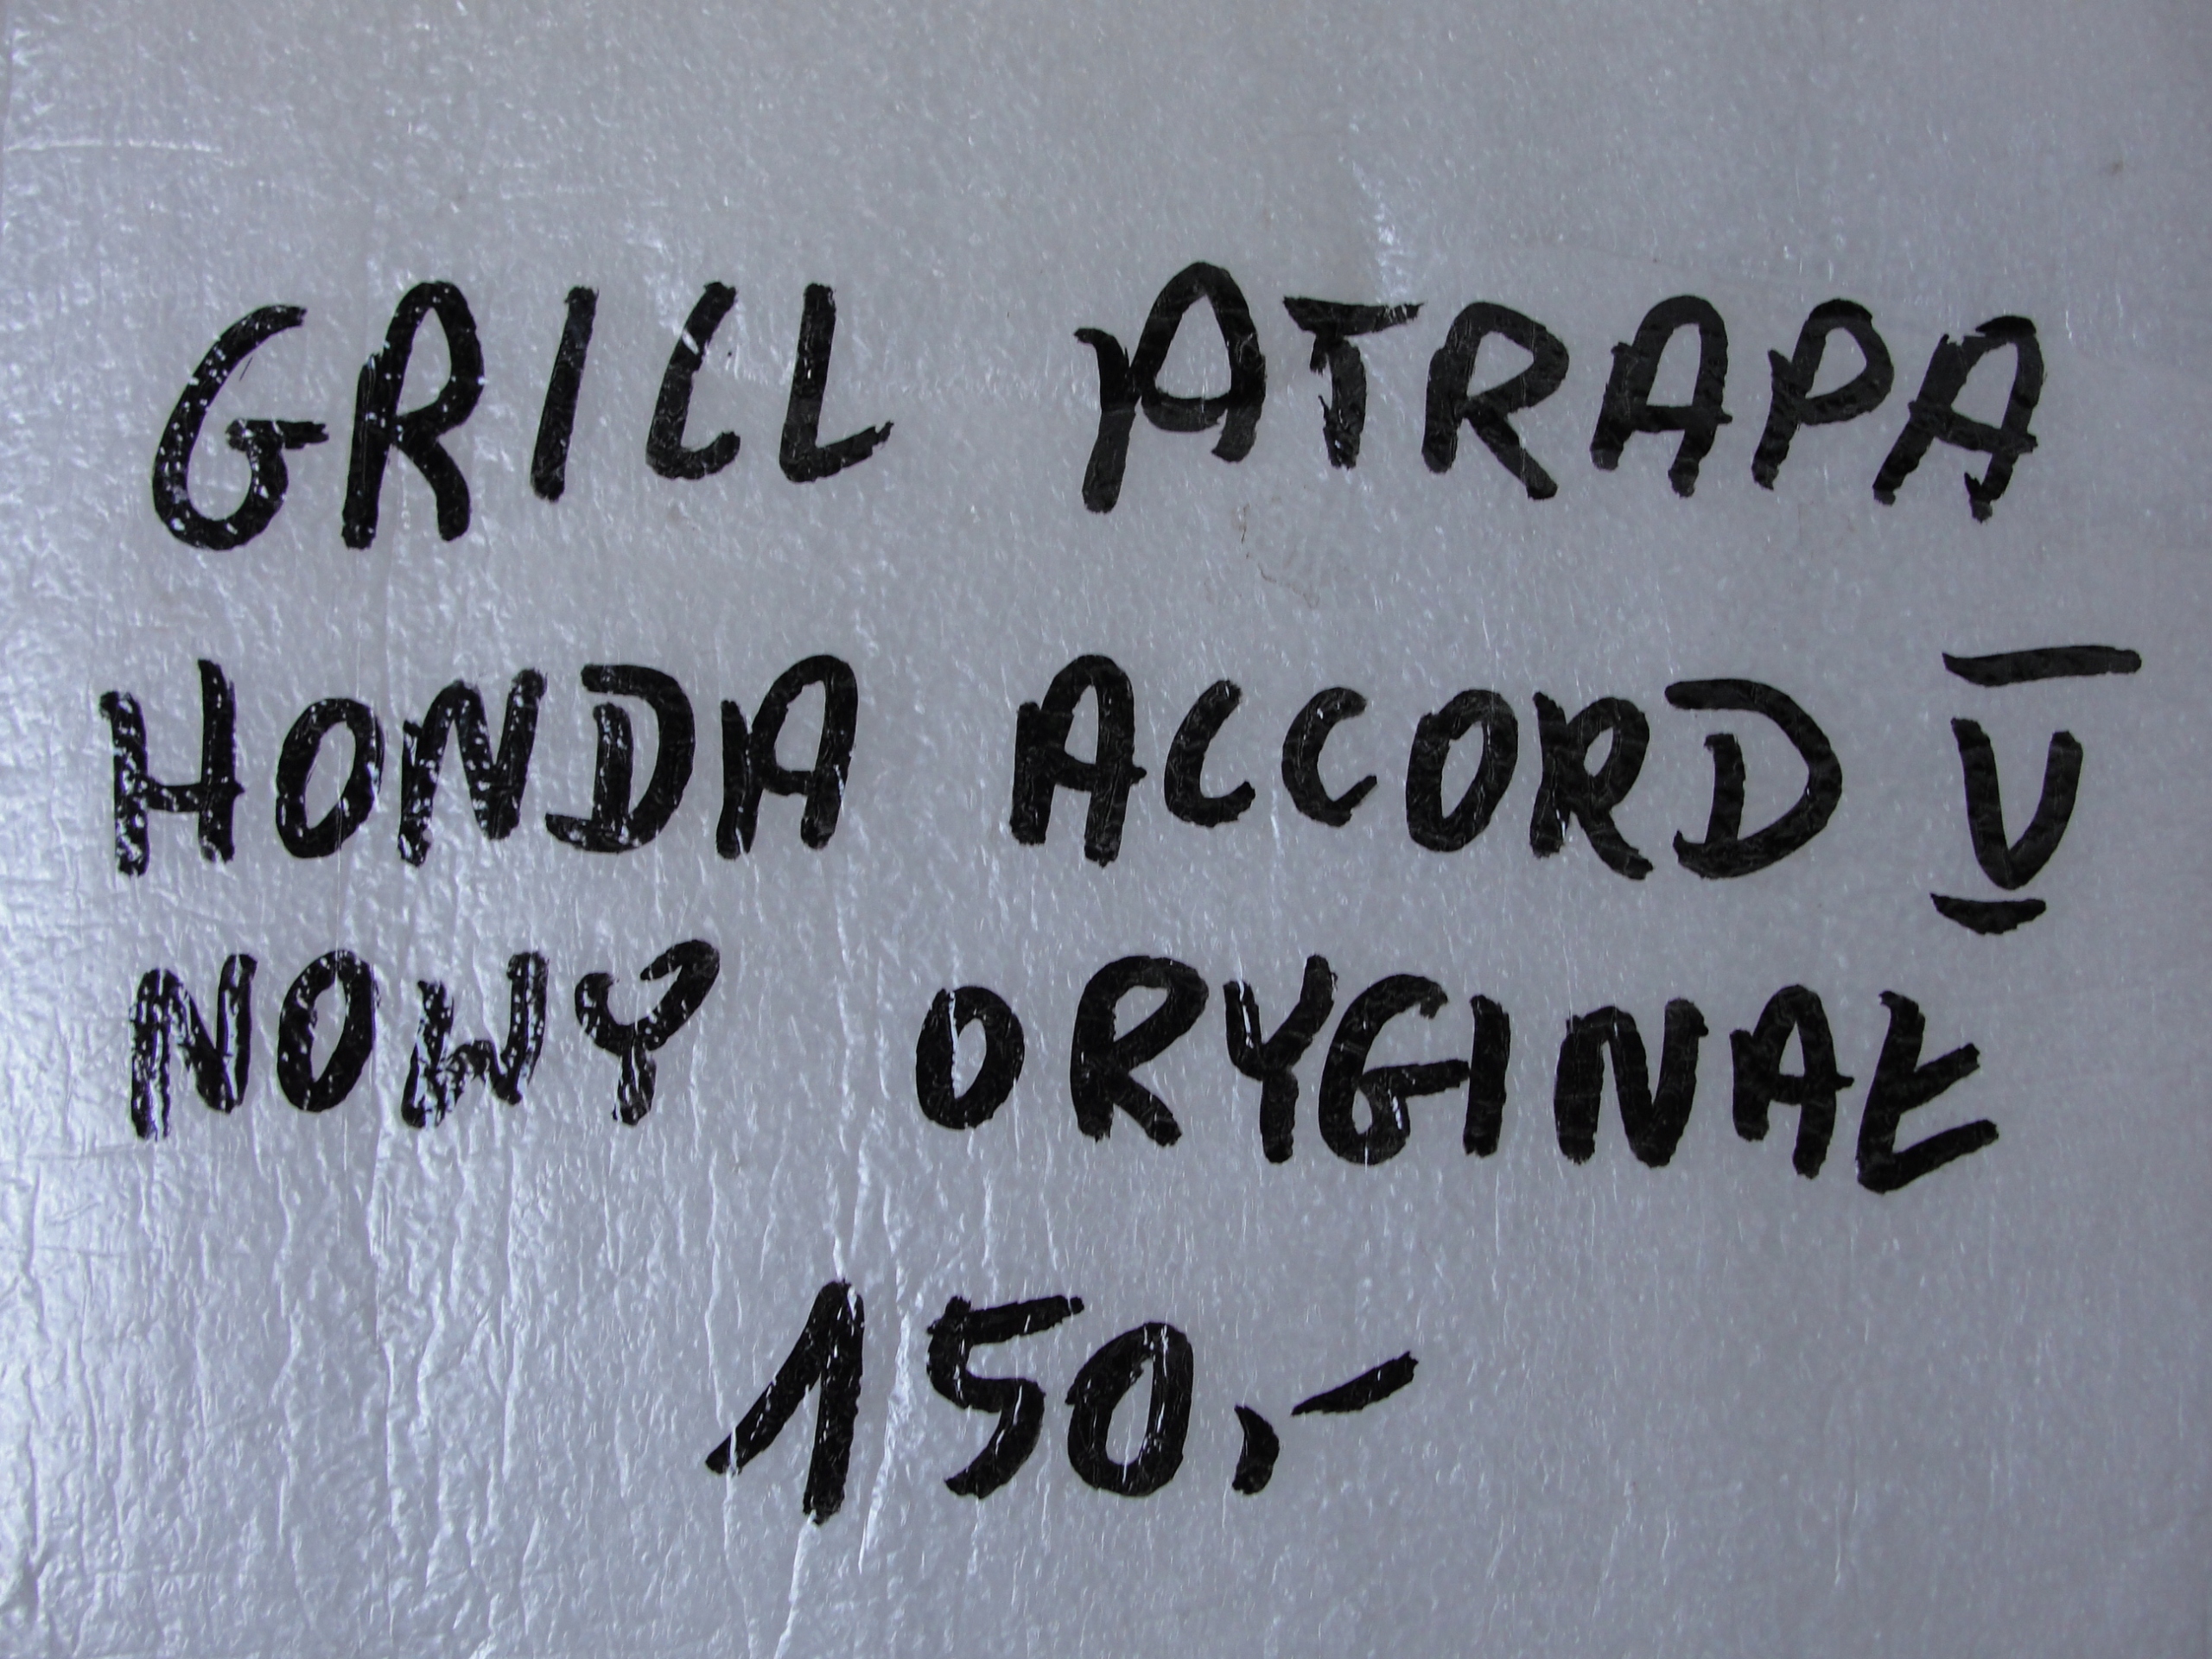 GRILL ATRAPA
HONDA ACCORD V
NOWY ORYGINAŁ
150,-